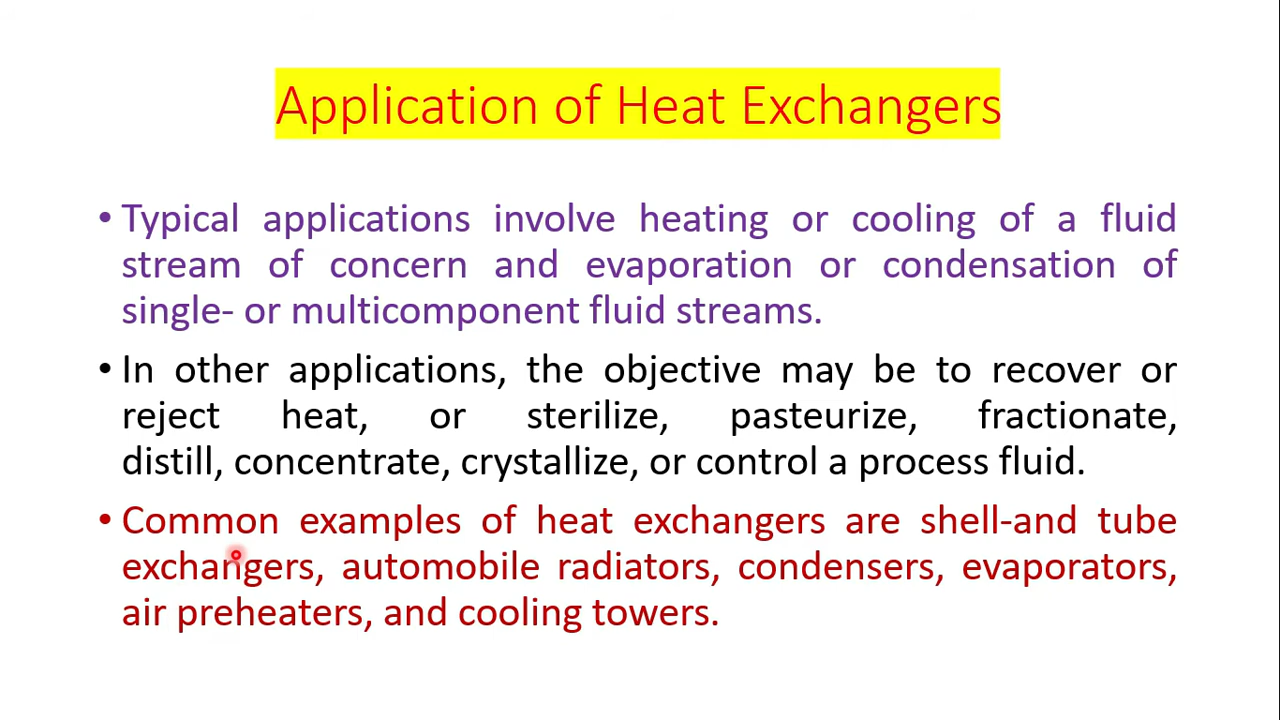 Application of Heat Exchangers
• Typical applications involve heating or cooling of a fluid
stream of concern and evaporation or condensation of
single- or multicomponent fluid streams.
• In other applications, the objective may be to recover or
reject heat, or sterilize, pasteurize, fractionate,
distill, concentrate, crystallize, or control a process fluid.
• Common examples of heat exchangers are shell-and tube
exchangers, automobile radiators, condensers, evaporators,
air preheaters, and cooling towers.